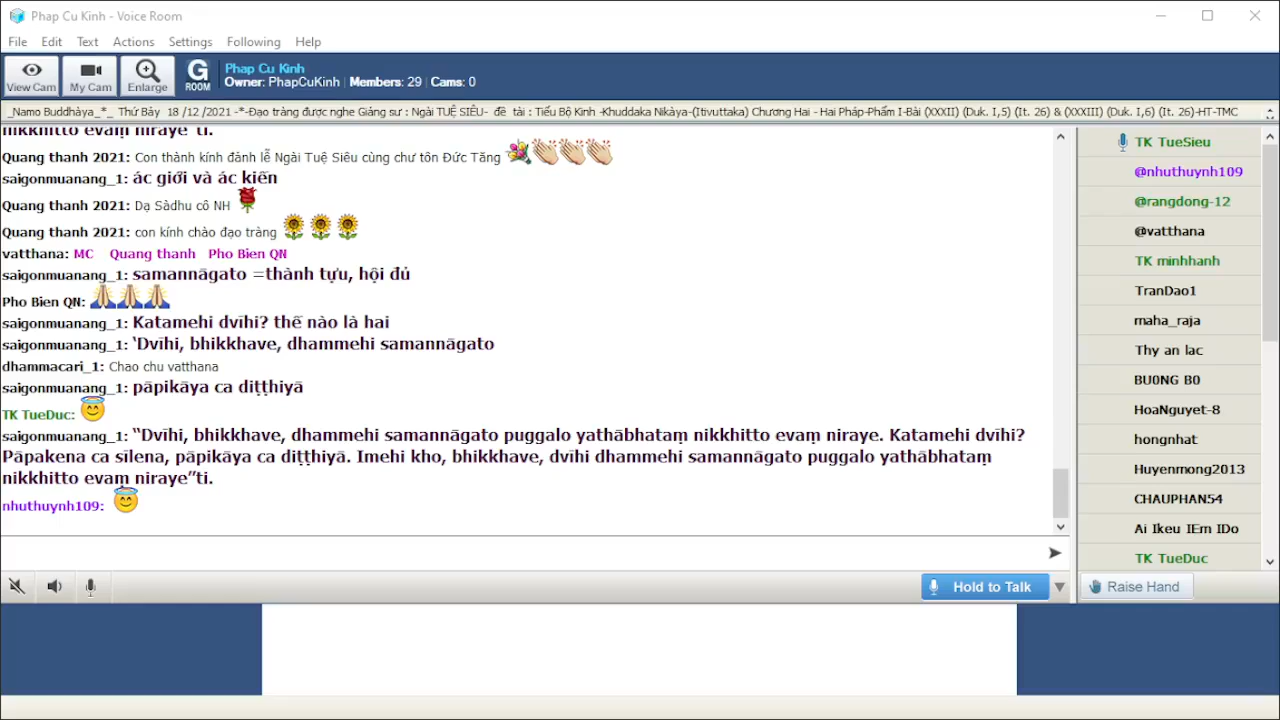 Phap Cu Kinh - Voice Room
File Edit Text Actions Settings Following Help
View Cam My Cam Enlarge G ROOM
Phap Cu Kinh
Owner: PhapCuKinh | Members: 29 | Cams: 0
_Namo Buddhàya_*_ Thứ Bảy 18 /12 /2021 -*-Đạo tràng được nghe Giảng sư : Ngài TUỆ SIÊU- đề tài : Tiểu Bộ Kinh -Khuddaka Nikàya-(Itivuttaka) Chương Hai - Hai Pháp-Phẩm I-Bài (XXXII) (Duk. I,5) (It. 26) & (XXXIII) (Duk. I,6) (It. 26)-HT-TMC
nikkhitto evaṃ niraye”ti.
Quang thanh 2021: Con thành kính đảnh lễ Ngài Tuệ Siêu cùng chư tôn Đức Tăng
saigonmuanang_1: ác giới và ác kiến
Quang thanh 2021: Dạ Sàdhu cô NH
Quang thanh 2021: con kính chào đạo tràng
vatthana: MC Quang thanh Pho Bien QN
saigonmuanang_1: samannāgato =thành tựu, hội đủ
Pho Bien QN:
saigonmuanang_1: Katamehi dvīhi? thế nào là hai
saigonmuanang_1: ‘Dvīhi, bhikkhave, dhammehi samannāgato
dhammacari_1: Chao chu vatthana
saigonmuanang_1: pāpikāya ca diṭṭhiyā
TK TueDuc:
saigonmuanang_1: “Dvīhi, bhikkhave, dhammehi samannāgato puggalo yathābhataṃ nikkhitto evaṃ niraye. Katamehi dvīhi?
Pāpakena ca sīlena, pāpikāya ca diṭṭhiyā. Imehi kho, bhikkhave, dvīhi dhammehi samannāgato puggalo yathābhataṃ
nikkhitto evaṃ niraye”ti.
nhuthuynh109:
TK TueSieu
@nhuthuynh109
@rangdong-12
@vatthana
TK minhhanh
TranDao1
maha_raja
Thy an lac
BU0NG B0
HoaNguyet-8
hongnhat
Huyenmong2013
CHAUPHAN54
Ai Ikeu IEm IDo
TK TueDuc
Hold to Talk
Raise Hand